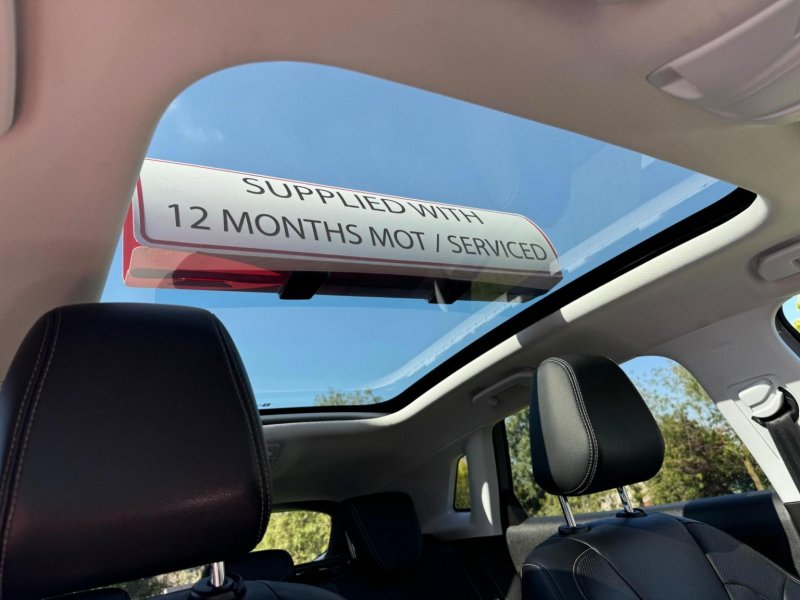 SUPPLIED WITH
12 MONTHS MOT / SERVICED